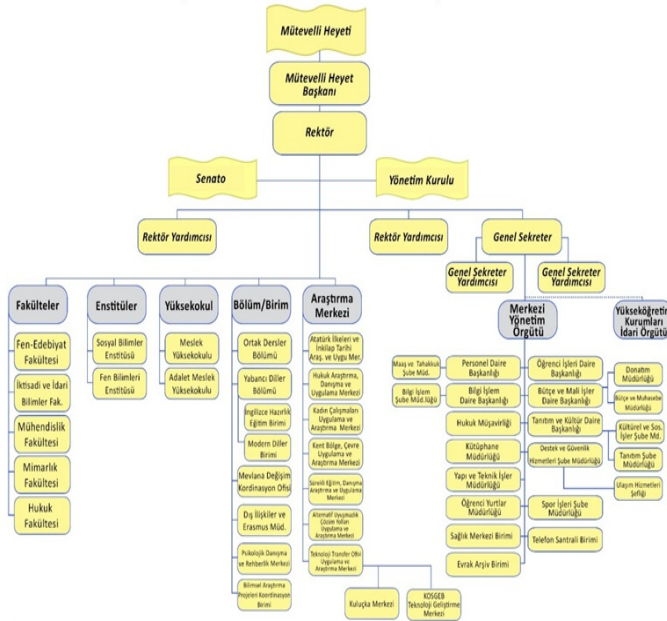 Mütevelli Heyeti
Mütevelli Heyet
Başkanı
Rektör
Senato
Yönetim Kurulu
Rektör Yardımcısı
Rektör Yardımcısı
Genel Sekreter
Genel Sekreter
Yardımcısı
Genel Sekreter
Yardımcısı
Fakülteler
Fen-Edebiyat
Fakültesi
İktisadi ve İdari
Bilimler Fak.
Mühendislik
Fakültesi
Mimarlık
Fakültesi
Hukuk
Fakültesi
Enstitüler
Sosyal Bilimler
Enstitüsü
Fen Bilimleri
Enstitüsü
Yüksekokul
Meslek
Yüksekokulu
Adalet Meslek
Yüksekokulu
Bölüm/Birim
Ortak Dersler
Bölümü
Yabancı Diller
Bölümü
İngilizce Hazırlık
Eğitim Birimi
Modern Diller
Birimi
Mevlana Değişim
Kordinasyon Ofisi
Dış İlişkiler ve
Erasmus Müd.
Psikolojik Danışma
ve Rehberlik Merkezi
Bilimsel Araştırma
Projeleri Koordinasyon
Birimi
Araştırma
Merkezi
Atatürk İlkeleri ve
İnkilap Tarihi
Araş. ve Uygu Mer.
Hukuk Araştırma,
Danışma ve
Uygulama Merkezi
Kadın Çalışmaları
Uygulama ve
Araştırma Merkezi
Kent Bölge, Çevre
Uygulama ve
Araştırma Merkezi
Sürekli Eğitim, Danışma
Araştırma ve Uygulama
Merkezi
Alternatif Uyuşmazlık
Çözüm Yolları
Uygulama ve
Araştırma Merkezi
Teknoloji Transfer Ofisi
Uygulama ve
Araştırma Merkezi
Kuluçka Merkezi
KOSGEB
Teknoloji Geliştirme
Merkezi
Merkezi
Yönetim
Örgütü
Yükseköğretim
Kurumları
İdari Örgütü
Maaş ve Tahakkuk
Şube Müd.
Personel Daire
Başkanlığı
Öğrenci İşleri Daire
Başkanlığı
Donatım
Müdürlüğü
Bilgi İşlem
Şube Müd.lüğü
Bilgi İşlem
Daire Başkanlığı
Bütçe ve Mali İşler
Daire Başkanlığı
Bütçe ve Muhasebe
Müdürlüğü
Hukuk Müşavirliği
Tanıtım ve Kültür Daire
Başkanlığı
Kültürel ve Sos.
İşler Şube Md.
Kütüphane
Müdürlüğü
Destek ve Güvenlik
Hizmetleri Şube Müdürlüğü
Tanıtım Şube
Müdürlüğü
Yapı ve Teknik İşler
Müdürlüğü
Ulaşım Hizmetleri
Şefliği
Öğrenci Yurtlar
Müdürlüğü
Spor İşleri Şube
Müdürlüğü
Sağlık Merkezi Birimi
Telefon Santrali Birimi
Evrak Arşiv Birimi